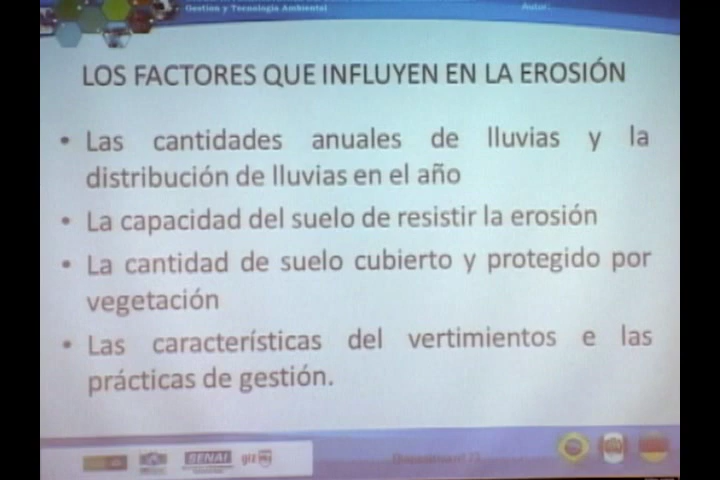 Gestión y Tecnología Ambiental
Autor:
LOS FACTORES QUE INFLUYEN EN LA EROSIÓN
• Las cantidades anuales de lluvias y la
distribución de lluvias en el año
• La capacidad del suelo de resistir la erosión
• La cantidad de suelo cubierto y protegido por
vegetación
• Las características del vertimientos e las
prácticas de gestión.
SENAI
giz